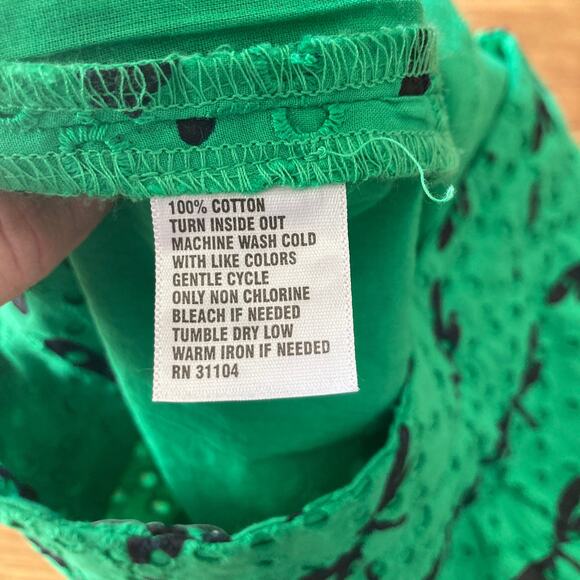 100% COTTON
TURN INSIDE OUT
MACHINE WASH COLD
WITH LIKE COLORS
GENTLE CYCLE
ONLY NON CHLORINE
BLEACH IF NEEDED
TUMBLE DRY LOW
WARM IRON IF NEEDED
RN 31104